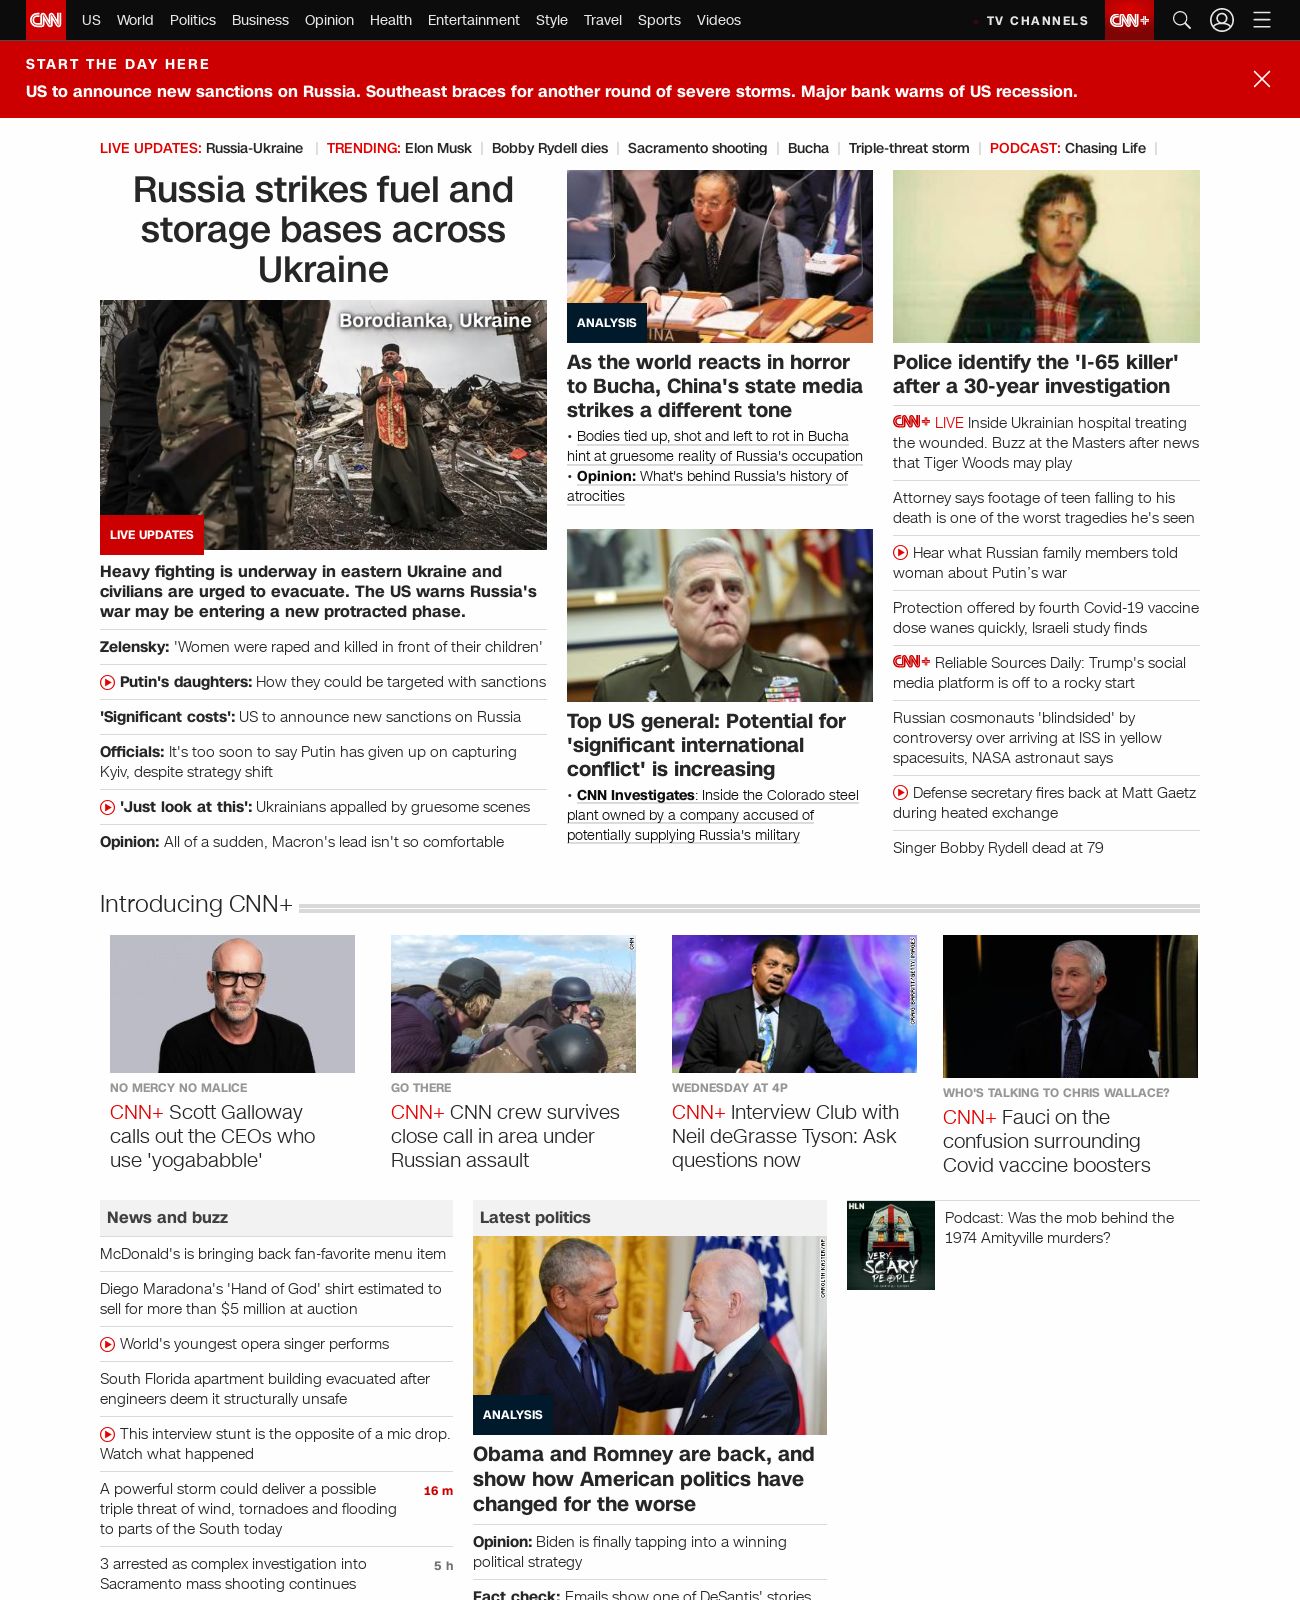 CNN US World Politics Business Opinion Health Entertainment Style Travel Sports Videos TV CHANNELS CNN+
START THE DAY HERE
US to announce new sanctions on Russia. Southeast braces for another round of severe storms. Major bank warns of US recession.
LIVE UPDATES: Russia-Ukraine TRENDING: Elon Musk Bobby Rydell dies Sacramento shooting Bucha Triple-threat storm PODCAST: Chasing Life
Russia strikes fuel and
storage bases across
Ukraine
Borodianka, Ukraine
LIVE UPDATES
Heavy fighting is underway in eastern Ukraine and
civilians are urged to evacuate. The US warns Russia's
war may be entering a new protracted phase.
Zelensky: 'Women were raped and killed in front of their children'
Putin's daughters: How they could be targeted with sanctions
'Significant costs': US to announce new sanctions on Russia
Officials: It's too soon to say Putin has given up on capturing
Kyiv, despite strategy shift
'Just look at this': Ukrainians appalled by gruesome scenes
Opinion: All of a sudden, Macron's lead isn't so comfortable
INA
ANALYSIS
As the world reacts in horror
to Bucha, China's state media
strikes a different tone
• Bodies tied up, shot and left to rot in Bucha
hint at gruesome reality of Russia's occupation
• Opinion: What's behind Russia's history of
atrocities
Top US general: Potential for
'significant international
conflict' is increasing
• CNN Investigates: Inside the Colorado steel
plant owned by a company accused of
potentially supplying Russia's military
Police identify the 'I-65 killer'
after a 30-year investigation
CNN+ LIVE Inside Ukrainian hospital treating
the wounded. Buzz at the Masters after news
that Tiger Woods may play
Attorney says footage of teen falling to his
death is one of the worst tragedies he's seen
Hear what Russian family members told
woman about Putin’s war
Protection offered by fourth Covid-19 vaccine
dose wanes quickly, Israeli study finds
CNN+ Reliable Sources Daily: Trump's social
media platform is off to a rocky start
Russian cosmonauts 'blindsided' by
controversy over arriving at ISS in yellow
spacesuits, NASA astronaut says
Defense secretary fires back at Matt Gaetz
during heated exchange
Singer Bobby Rydell dead at 79
Introducing CNN+
NO MERCY NO MALICE
CNN+ Scott Galloway
calls out the CEOs who
use 'yogababble'
CNN
GO THERE
CNN+ CNN crew survives
close call in area under
Russian assault
CRAIG BARRITT/GETTY IMAGES
WEDNESDAY AT 4P
CNN+ Interview Club with
Neil deGrasse Tyson: Ask
questions now
WHO'S TALKING TO CHRIS WALLACE?
CNN+ Fauci on the
confusion surrounding
Covid vaccine boosters
News and buzz
McDonald's is bringing back fan-favorite menu item
Diego Maradona's 'Hand of God' shirt estimated to
sell for more than $5 million at auction
World's youngest opera singer performs
South Florida apartment building evacuated after
engineers deem it structurally unsafe
This interview stunt is the opposite of a mic drop.
Watch what happened
A powerful storm could deliver a possible 16 m
triple threat of wind, tornadoes and flooding
to parts of the South today
3 arrested as complex investigation into 5 h
Sacramento mass shooting continues
Latest politics
CAROLYN KASTER/AP
ANALYSIS
Obama and Romney are back, and
show how American politics have
changed for the worse
Opinion: Biden is finally tapping into a winning
political strategy
Fact check: Emails show one of DeSantis' stories
HLN
VERY
SCARY
PEOPLE
Podcast: Was the mob behind the
1974 Amityville murders?